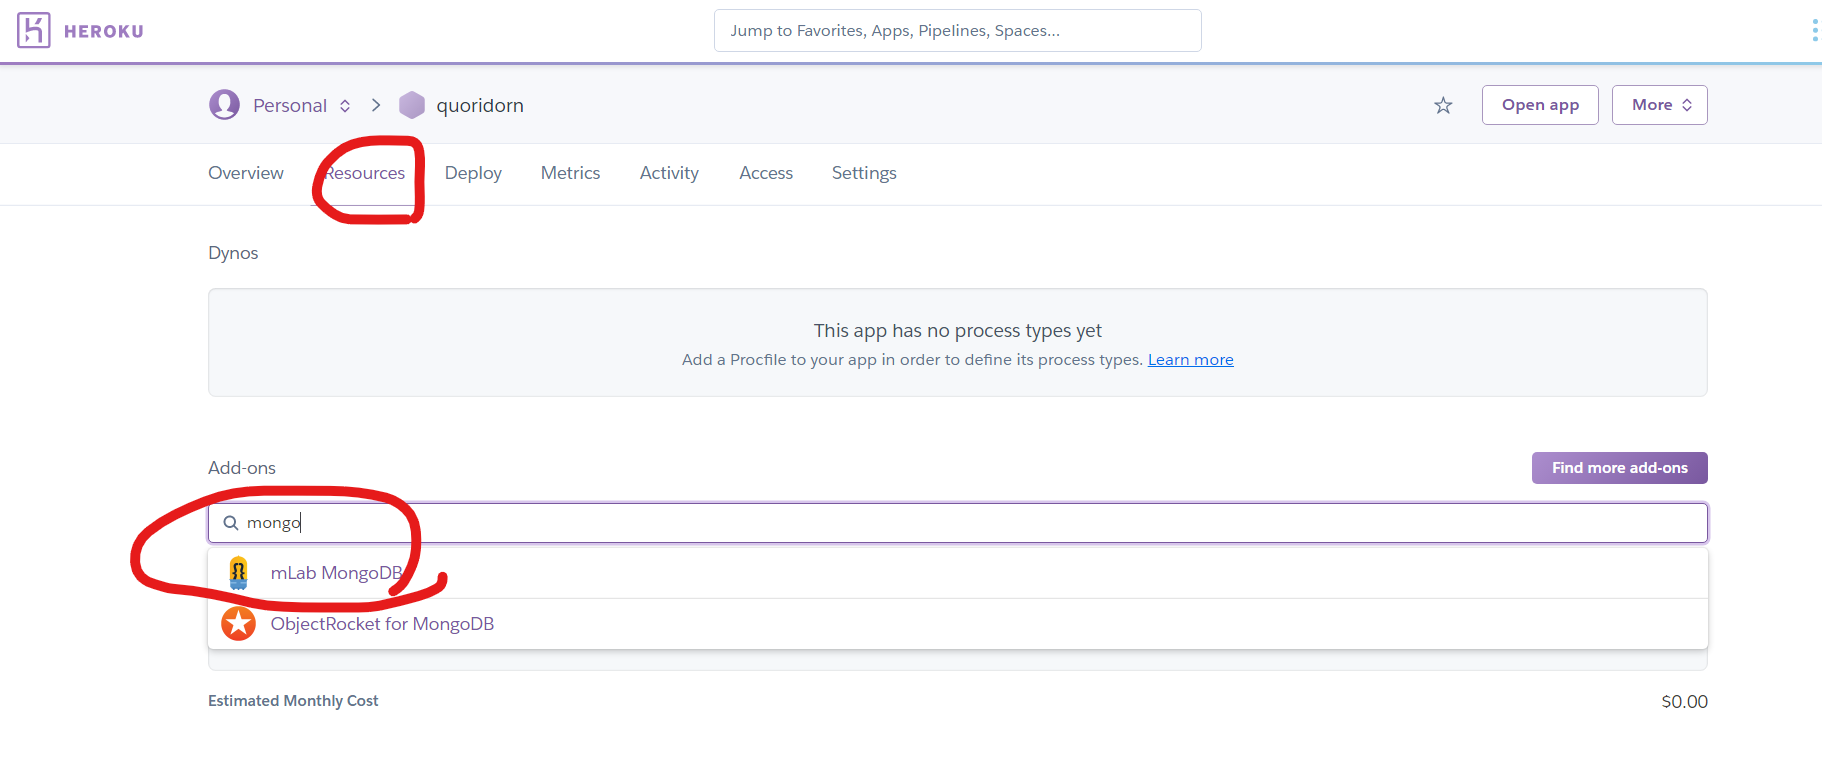 HEROKU
Jump to Favorites, Apps, Pipelines, Spaces...
Personal > quoridorn
Open app
More
Overview Resources Deploy Metrics Activity Access Settings
Dynos
This app has no process types yet
Add a Procfile to your app in order to define its process types. Learn more
Add-ons
Find more add-ons
mongo
mLab MongoDB
ObjectRocket for MongoDB
Estimated Monthly Cost
$0.00